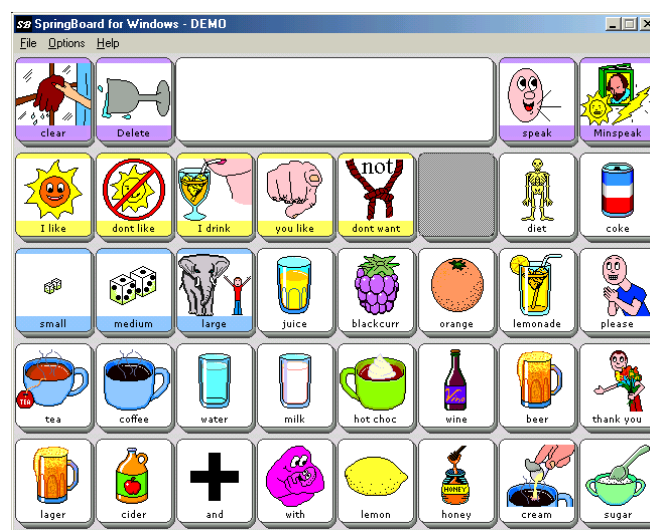 SB SpringBoard for Windows - DEMO
File Options Help
clear Delete speak Minspeak
not
I like dont like I drink you like dont want diet coke
small medium large juice blackcurr orange lemonade please
TEA
tea coffee water milk hot choc wine beer thank you
HONEY
lager cider and with lemon honey cream sugar